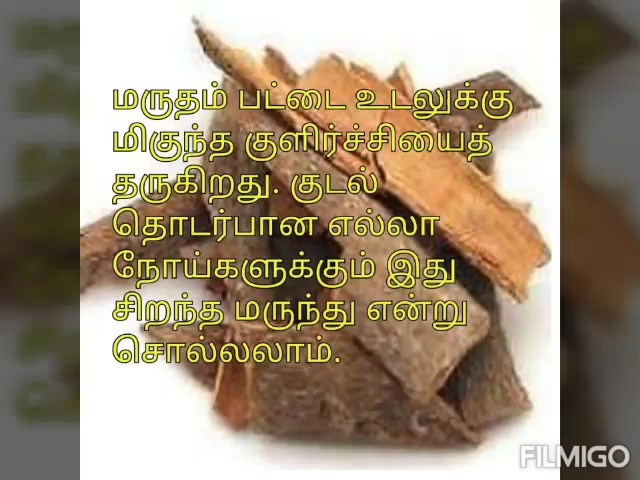 மருதம் பட்டை உடலுக்கு
மிகுந்த குளிர்ச்சியைத்
தருகிறது. குடல்
தொடர்பான எல்லா
நோய்களுக்கும் இது
சிறந்த மருந்து என்று
சொல்லலாம்.
FILMIGO